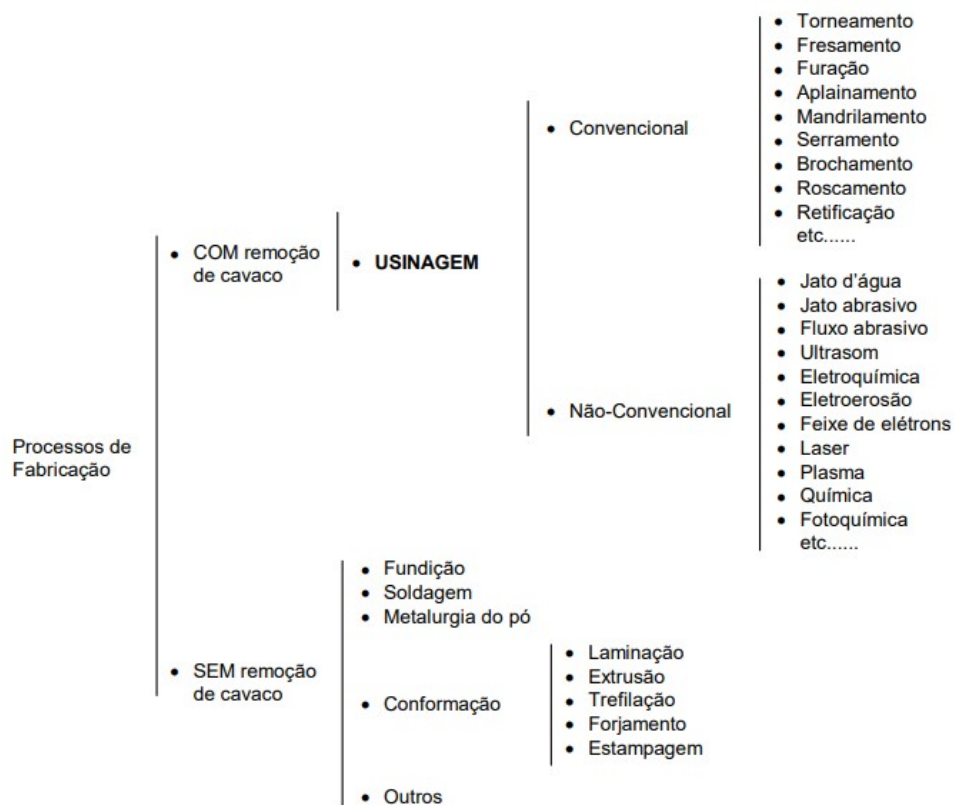 Processos de
Fabricação
• COM remoção
de cavaco
• USINAGEM
• Convencional
• Torneamento
• Fresamento
• Furação
• Aplainamento
• Mandrilamento
• Serramento
• Brochamento
• Roscamento
• Retificação
etc......
• Não-Convencional
• Jato d'água
• Jato abrasivo
• Fluxo abrasivo
• Ultrasom
• Eletroquímica
• Eletroerosão
• Feixe de elétrons
• Laser
• Plasma
• Química
• Fotoquímica
etc......
• SEM remoção
de cavaco
• Fundição
• Soldagem
• Metalurgia do pó
• Conformação
• Laminação
• Extrusão
• Trefilação
• Forjamento
• Estampagem
• Outros